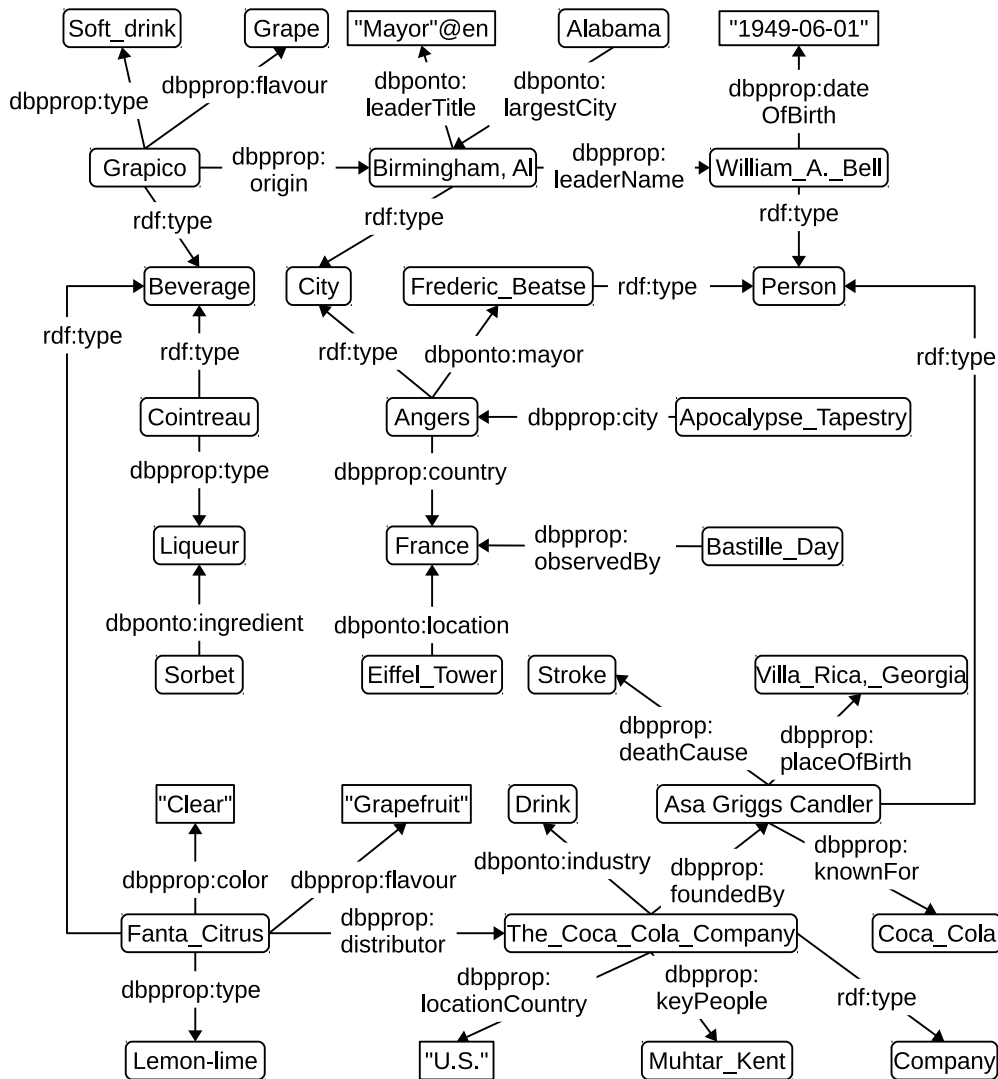 Soft_drink
Grape
"Mayor"@en
Alabama
"1949-06-01"
dbpprop:type
dbpprop:flavour
dbponto:
leaderTitle
dbponto:
largestCity
dbpprop:date
OfBirth
Grapico
dbpprop:
origin
Birmingham, Al
dbpprop:
leaderName
William_A._Bell
rdf:type
rdf:type
rdf:type
Beverage
City
Frederic_Beatse
rdf:type
Person
rdf:type
rdf:type
rdf:type
dbponto:mayor
rdf:type
Cointreau
Angers
dbpprop:city
Apocalypse_Tapestry
dbpprop:type
dbpprop:country
Liqueur
France
dbpprop:
observedBy
Bastille_Day
dbponto:ingredient
dbponto:location
Sorbet
Eiffel_Tower
Stroke
Villa_Rica,_Georgia
dbpprop:
deathCause
dbpprop:
placeOfBirth
"Clear"
"Grapefruit"
Drink
Asa Griggs Candler
dbpprop:color
dbpprop:flavour
dbponto:industry
dbpprop:
foundedBy
dbpprop:
knownFor
Fanta_Citrus
dbpprop:
distributor
The_Coca_Cola_Company
Coca_Cola
dbpprop:type
dbpprop:
locationCountry
dbpprop:
keyPeople
rdf:type
Lemon-lime
"U.S."
Muhtar_Kent
Company